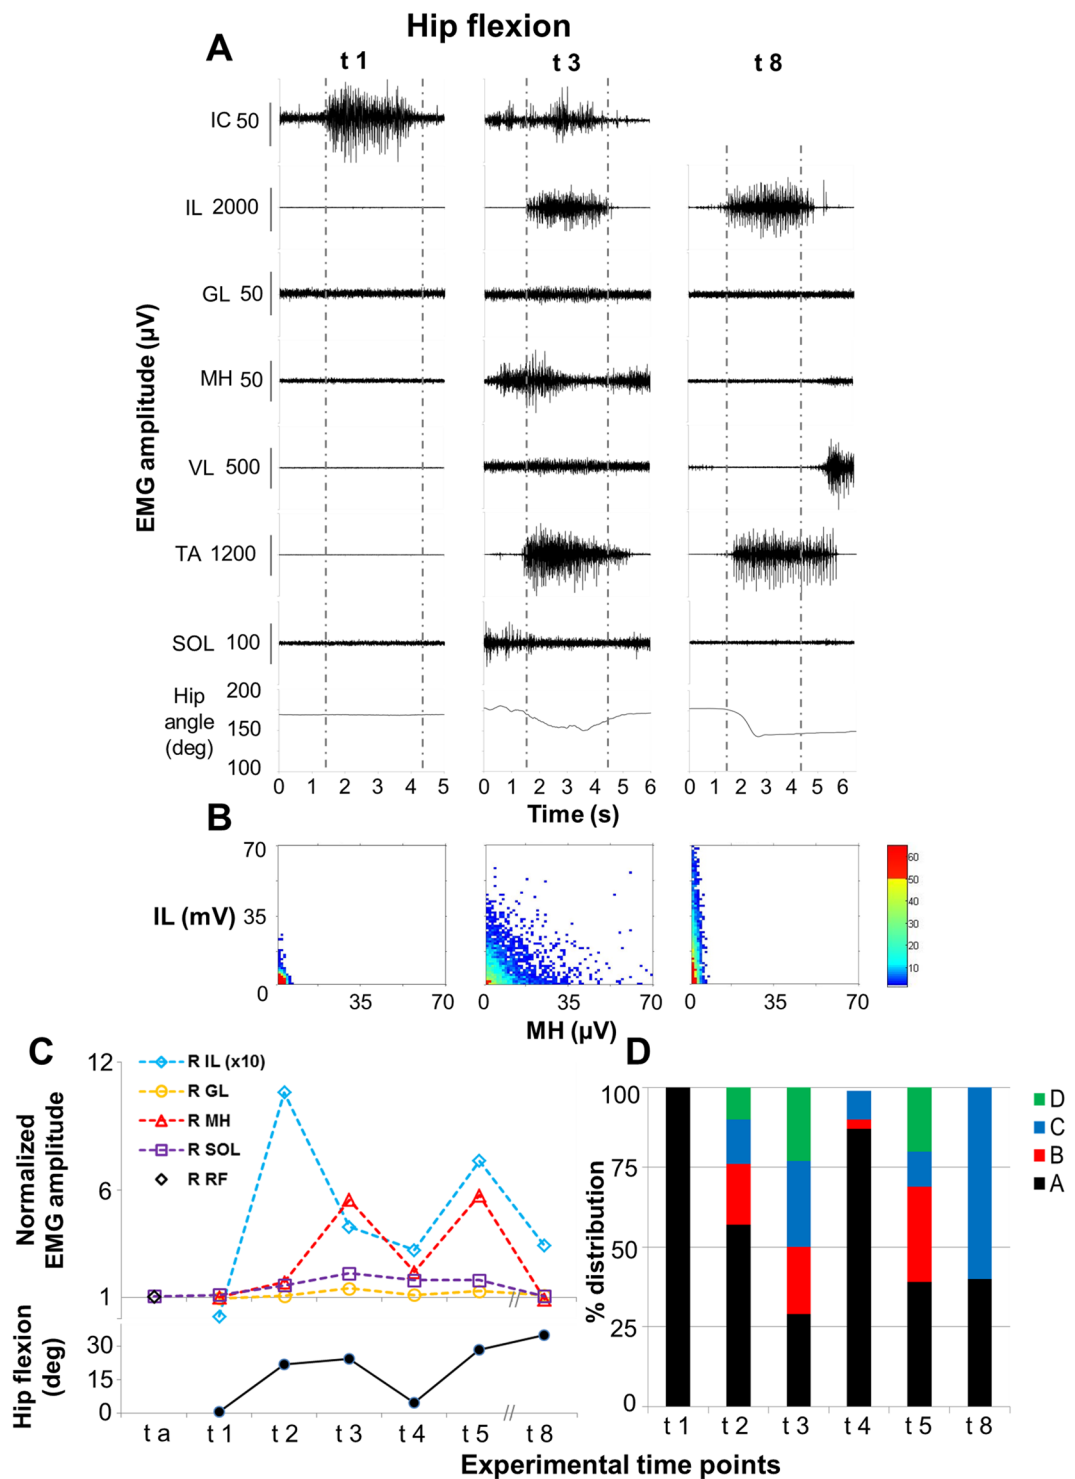 Hip flexion
A
t 1
t 3
t 8
EMG amplitude (µV)
IC 50
IL 2000
GL 50
MH 50
VL 500
TA 1200
SOL 100
Hip angle (deg)
200
150
100
0 1 2 3 4 5
0 1 2 3 4 5 6
0 1 2 3 4 5 6
Time (s)
B
IL (mV)
70
35
0
35 70
35 70
35 70
MH (µV)
60
50
40
30
20
10
C
Normalized EMG amplitude
12
6
1
R IL (x10)
R GL
R MH
R SOL
R RF
Hip flexion (deg)
30
15
0
t a t 1 t 2 t 3 t 4 t 5 t 8
D
% distribution
100
75
50
25
0
D
C
B
A
t 1 t 2 t 3 t 4 t 5 t 8
Experimental time points